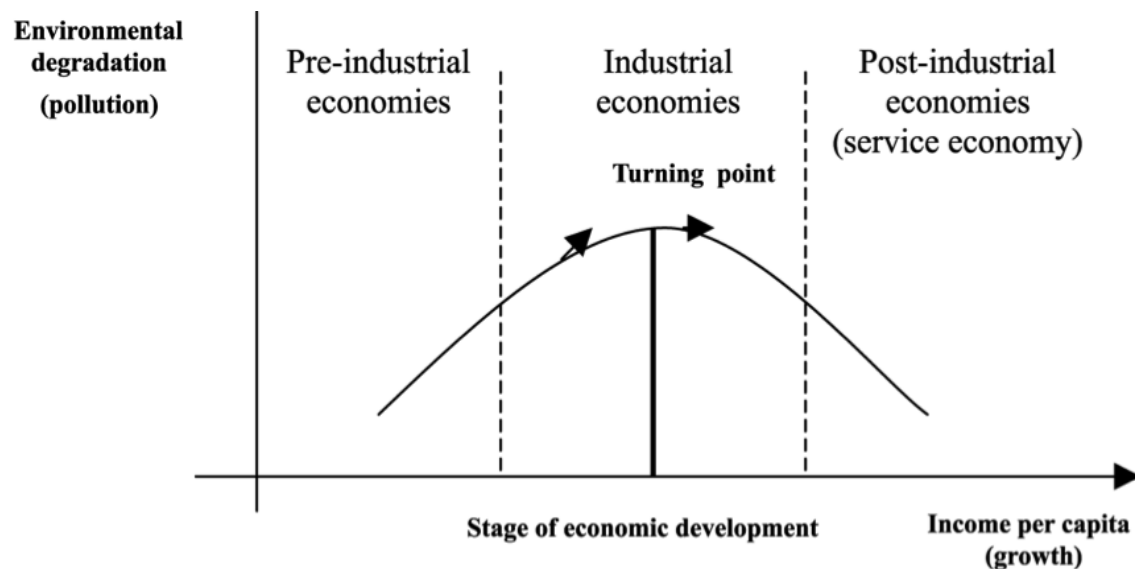 Environmental
degradation
(pollution)
Pre-industrial
economies
Industrial
economies
Post-industrial
economies
(service economy)
Turning point
Stage of economic development
Income per capita
(growth)